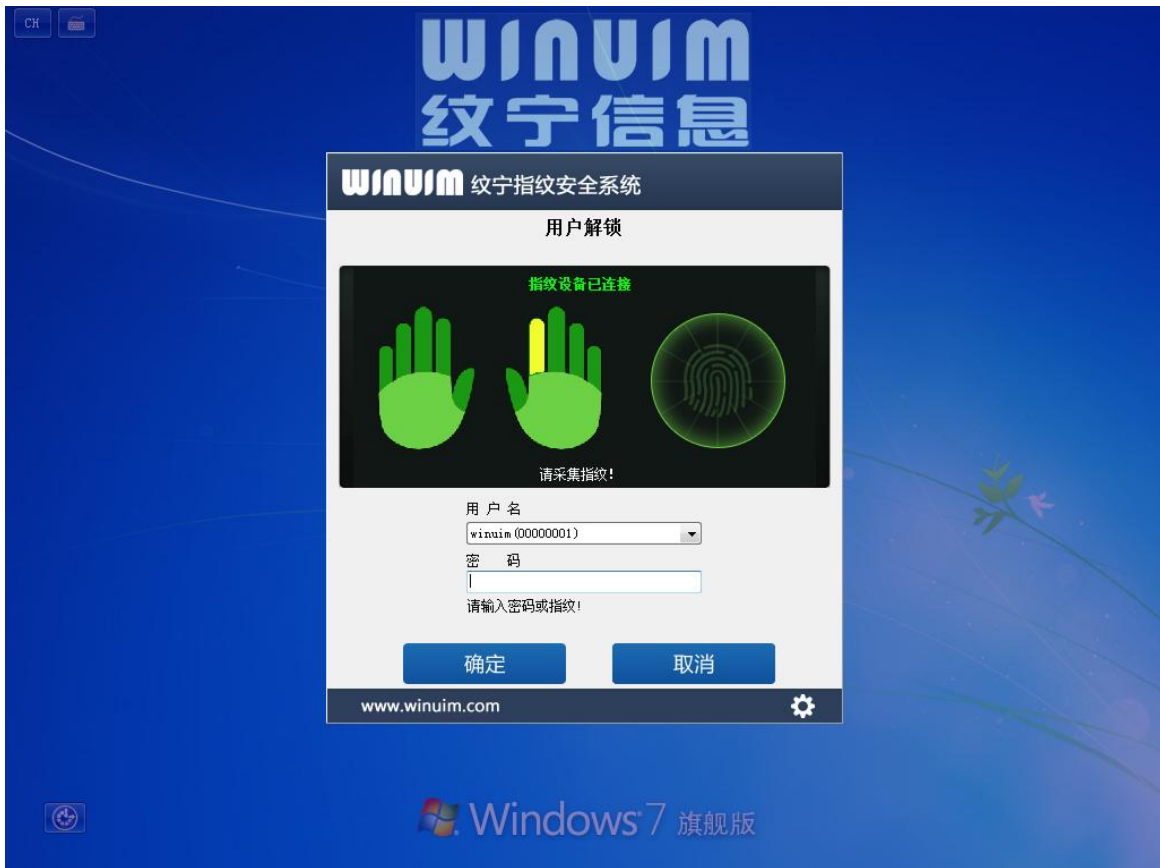 CH
WINUIM
纹宁信息
WINUIM 纹宁指纹安全系统
用户解锁
指纹设备已连接
请采集指纹!
用 户 名
winuim(00000001)
密 码
请输入密码或指纹!
确定
取消
www.winuim.com
Windows 7 旗舰版